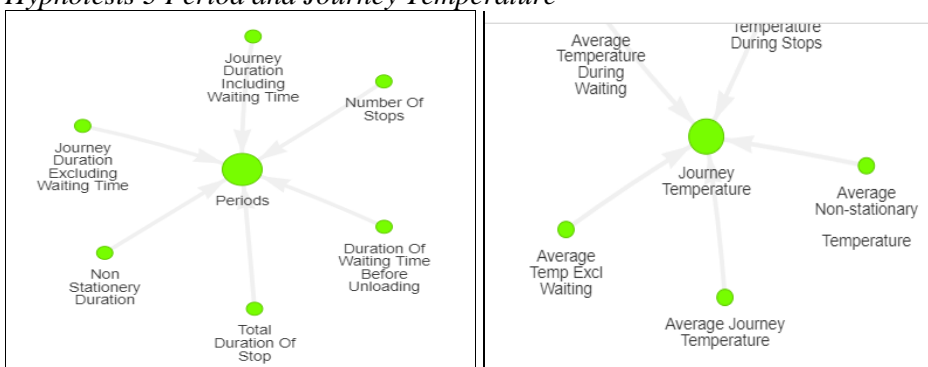 Hypnotesis 3 Period and Journey Temperature
Journey
Duration
Including
Waiting Time
Number Of
Stops
Journey
Duration
Excluding
Waiting Time
Periods
Non
Stationery
Duration
Duration Of
Waiting Time
Before
Unloading
Total
Duration Of
Stop
Average
Temperature
During
Waiting
Temperature
During Stops
Journey
Temperature
Average
Non-stationary
Temperature
Average
Temp Excl
Waiting
Average Journey
Temperature